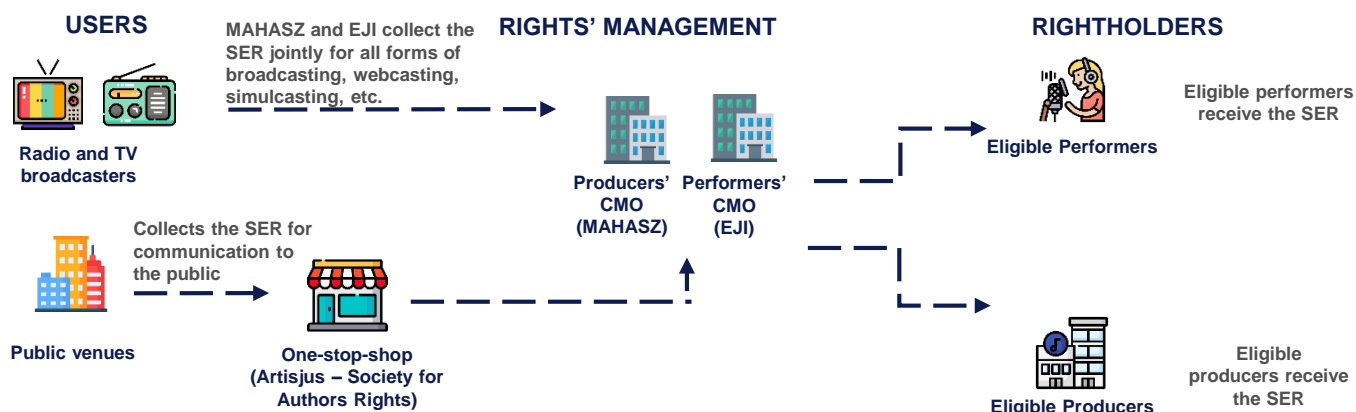 USERS
MAHASZ and EJI collect the
SER jointly for all forms of
broadcasting, webcasting,
simulcasting, etc.
RIGHTS’ MANAGEMENT
RIGHTHOLDERS
Radio and TV
broadcasters
Producers’
CMO
(MAHASZ)
Performers’
CMO
(EJI)
Eligible Performers
Eligible performers
receive the SER
Collects the SER for
communication to
the public
Public venues
One-stop-shop
(Artisjus – Society for
Authors Rights)
Eligible Producers
Eligible
producers receive
the SER